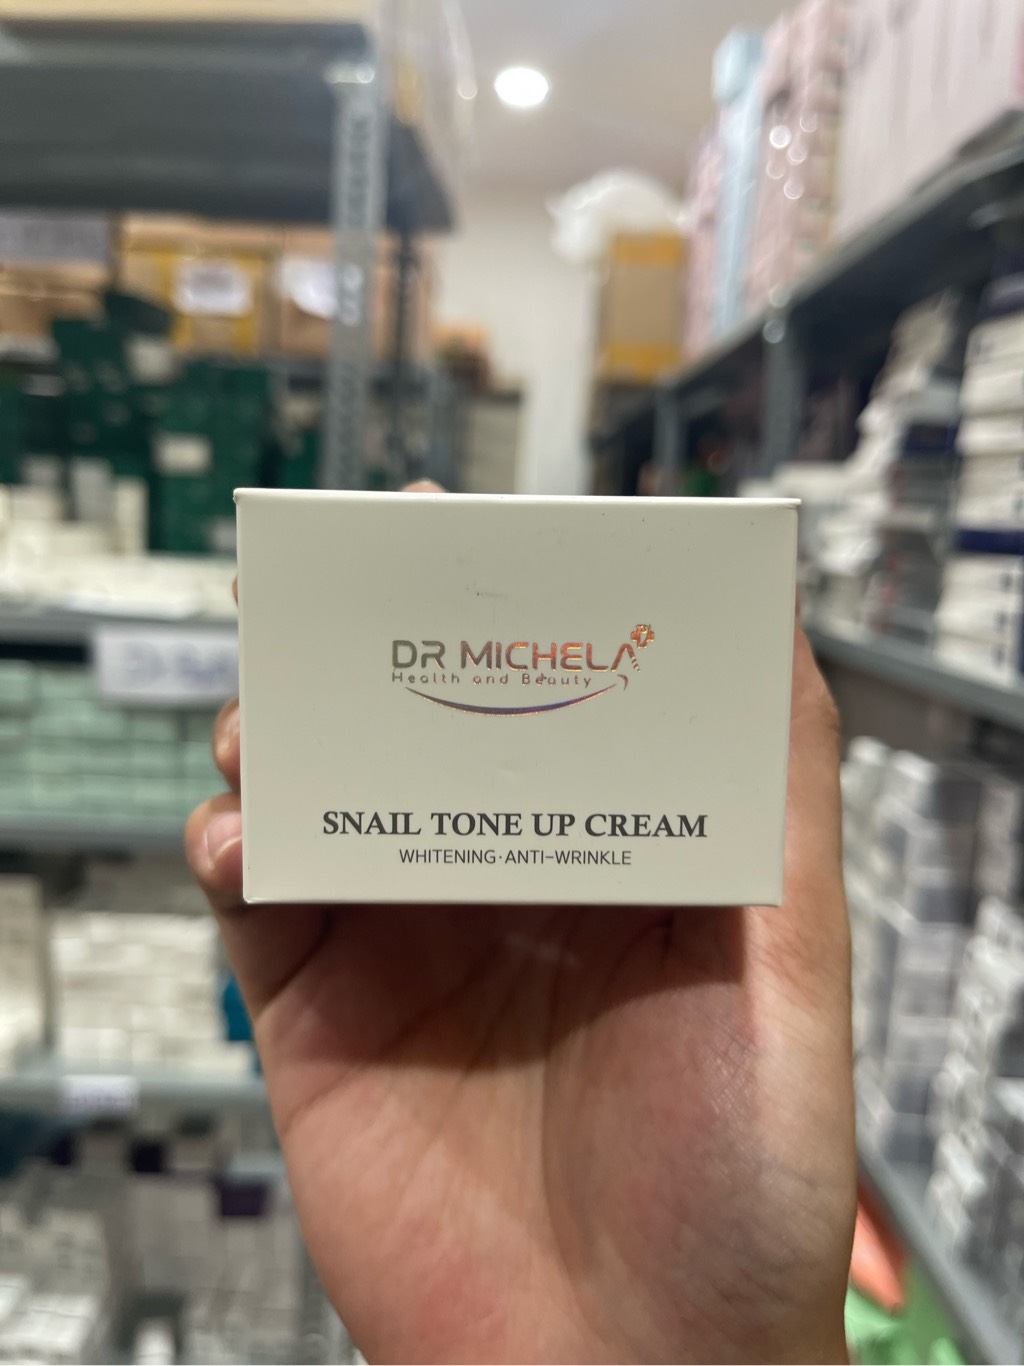 DR MICHELA
Health and Beauty
SNAIL TONE UP CREAM
WHITENING·ANTI-WRINKLE